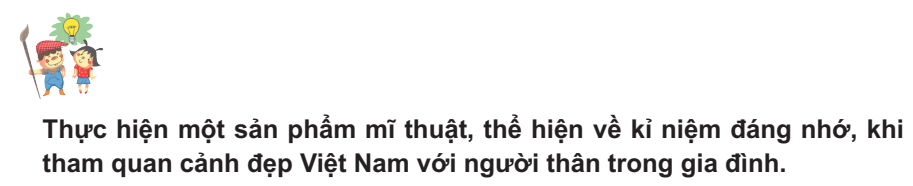 Thực hiện một sản phẩm mĩ thuật, thể hiện về kỉ niệm đáng nhớ, khi
tham quan cảnh đẹp Việt Nam với người thân trong gia đình.